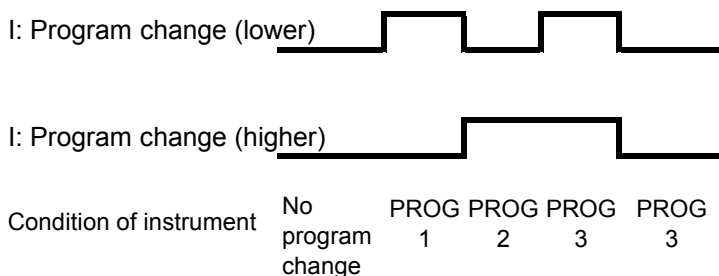 I: Program change (lower)
I: Program change (higher)
Condition of instrument
No
program
change
PROG
1
PROG
2
PROG
3
PROG
3